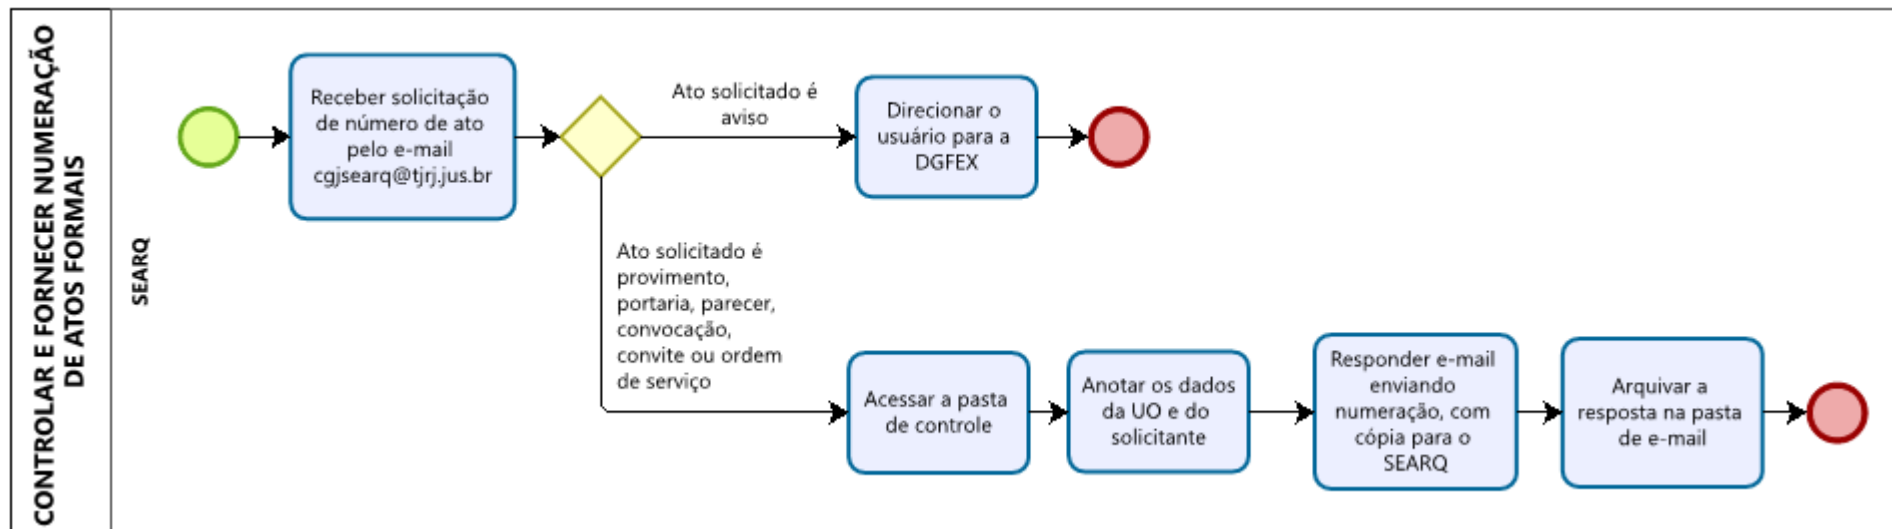 CONTROLAR E FORNECER NUMERAÇÃO
DE ATOS FORMAIS
SEARQ
Receber solicitação
de número de ato
pelo e-mail
cgjsearq@tjrj.jus.br
Ato solicitado é
aviso
Direcionar o
usuário para a
DGFEX
Ato solicitado é
provimento,
portaria, parecer,
convocação,
convite ou ordem
de serviço
Acessar a pasta
de controle
Anotar os dados
da UO e do
solicitante
Responder e-mail
enviando
numeração, com
cópia para o
SEARQ
Arquivar a
resposta na pasta
de e-mail